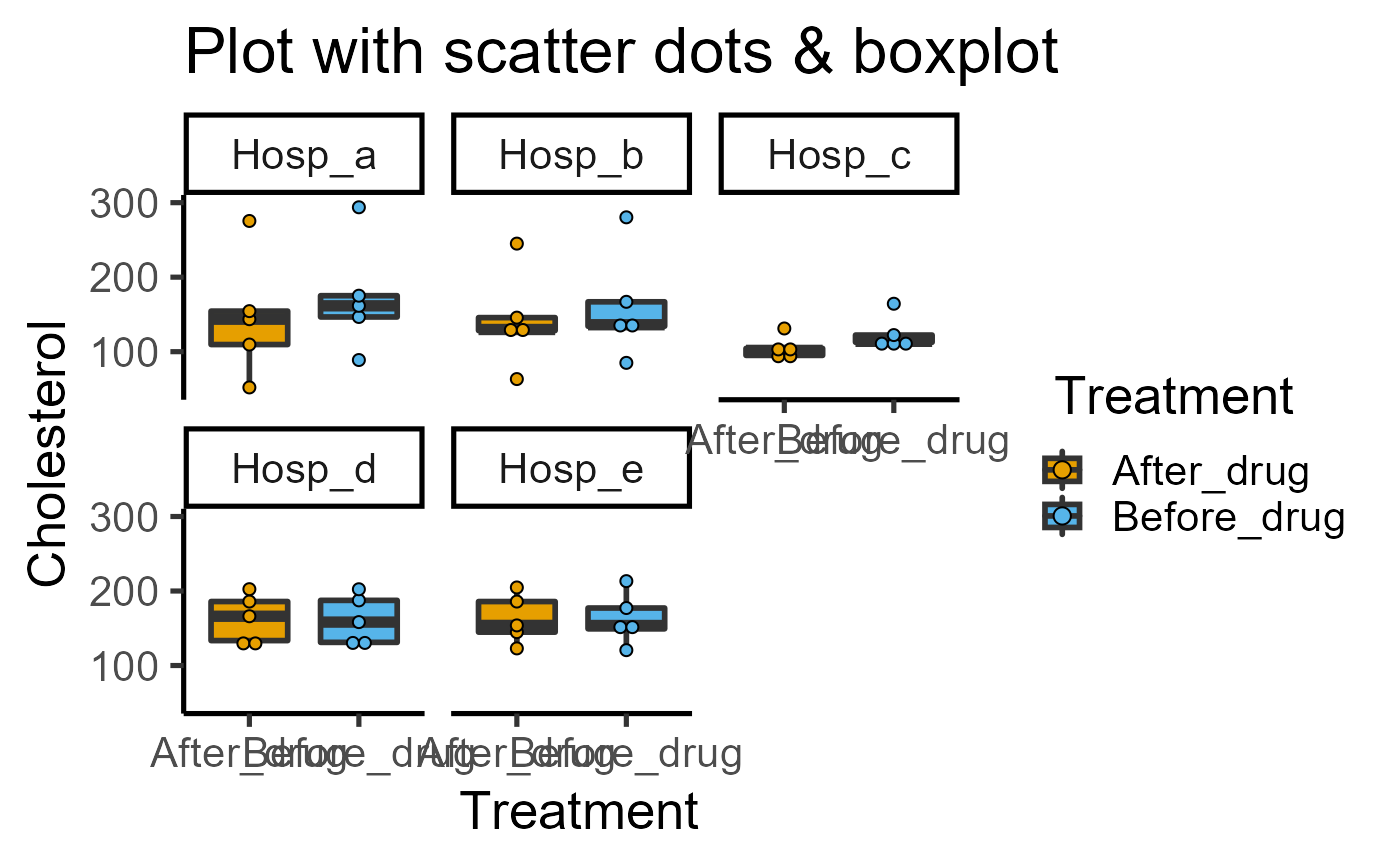 Plot with scatter dots & boxplot
Hosp_a
Hosp_b
Hosp_c
300
200
100
After_drug
Before_drug
Hosp_d
Hosp_e
300
200
100
After_drug
Before_drug
After_drug
Before_drug
Treatment
Cholesterol
Treatment
After_drug
Before_drug